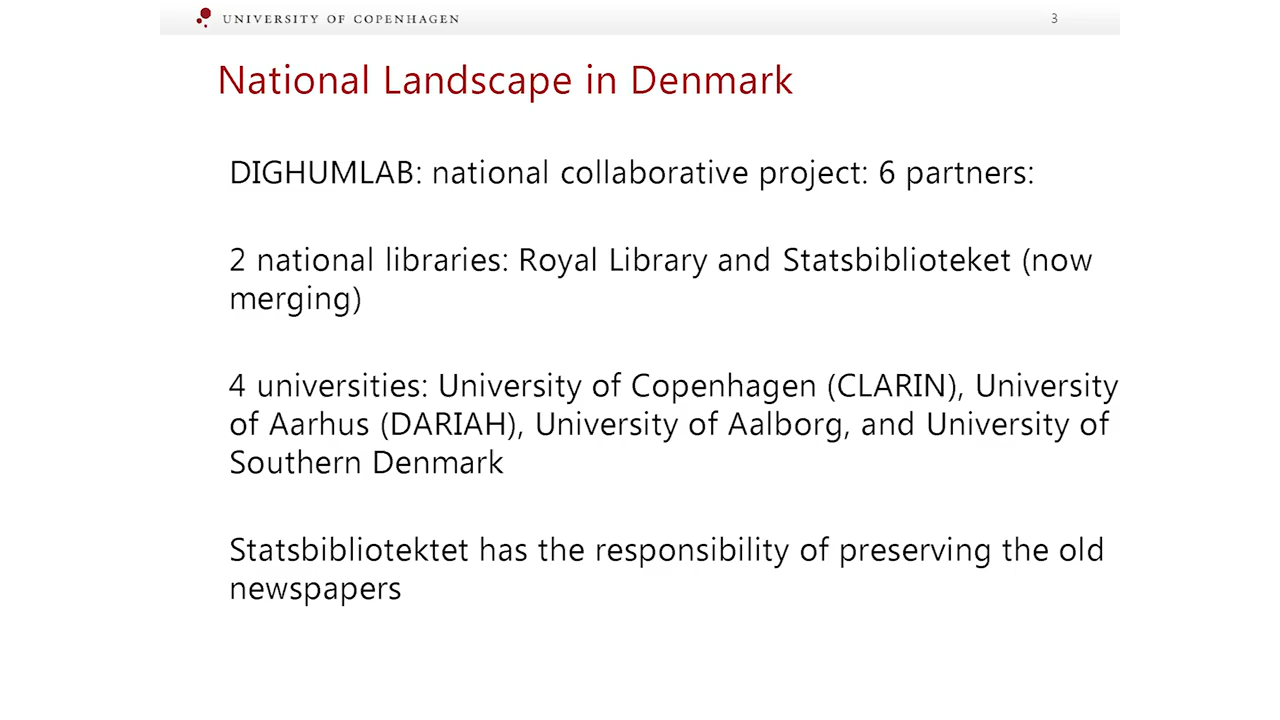 UNIVERSITY OF COPENHAGEN
3
National Landscape in Denmark
DIGHUMLAB: national collaborative project: 6 partners:
2 national libraries: Royal Library and Statsbiblioteket (now
merging)
4 universities: University of Copenhagen (CLARIN), University
of Aarhus (DARIAH), University of Aalborg, and University of
Southern Denmark
Statsbibliotektet has the responsibility of preserving the old
newspapers